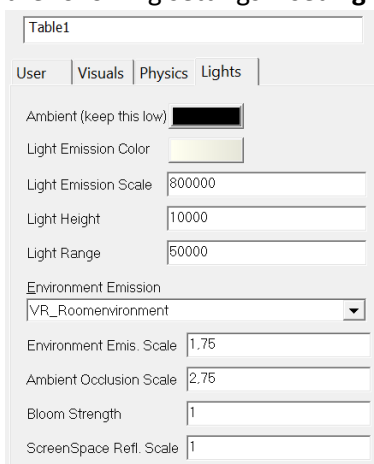 Table1
User Visuals Physics Lights
Ambient (keep this low)
Light Emission Color
Light Emission Scale 800000
Light Height 10000
Light Range 50000
Environment Emission
VR_Roomenvironment
Environment Emis. Scale 1,75
Ambient Occlusion Scale 2,75
Bloom Strength 1
ScreenSpace Refl. Scale 1